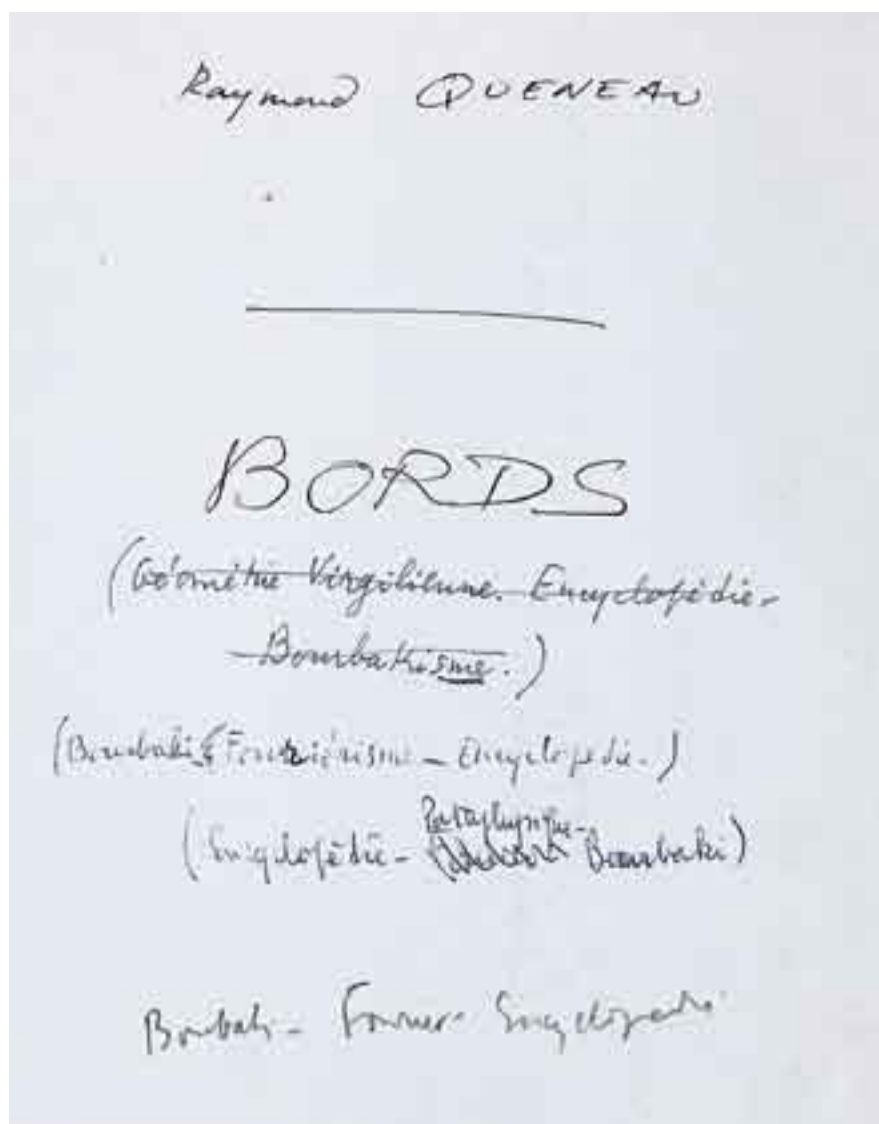 Raymond QUENEAU
BORDS
(Géométrie Virgilienne. Encyclopédie-
-Bourbakisme.)
(Bourbaki Fouriérisme - Encyclopédie.)
Pataphysique-
(Encyclopédie- Bourbaki)
Bourbaki - Fourier - Encyclopédie